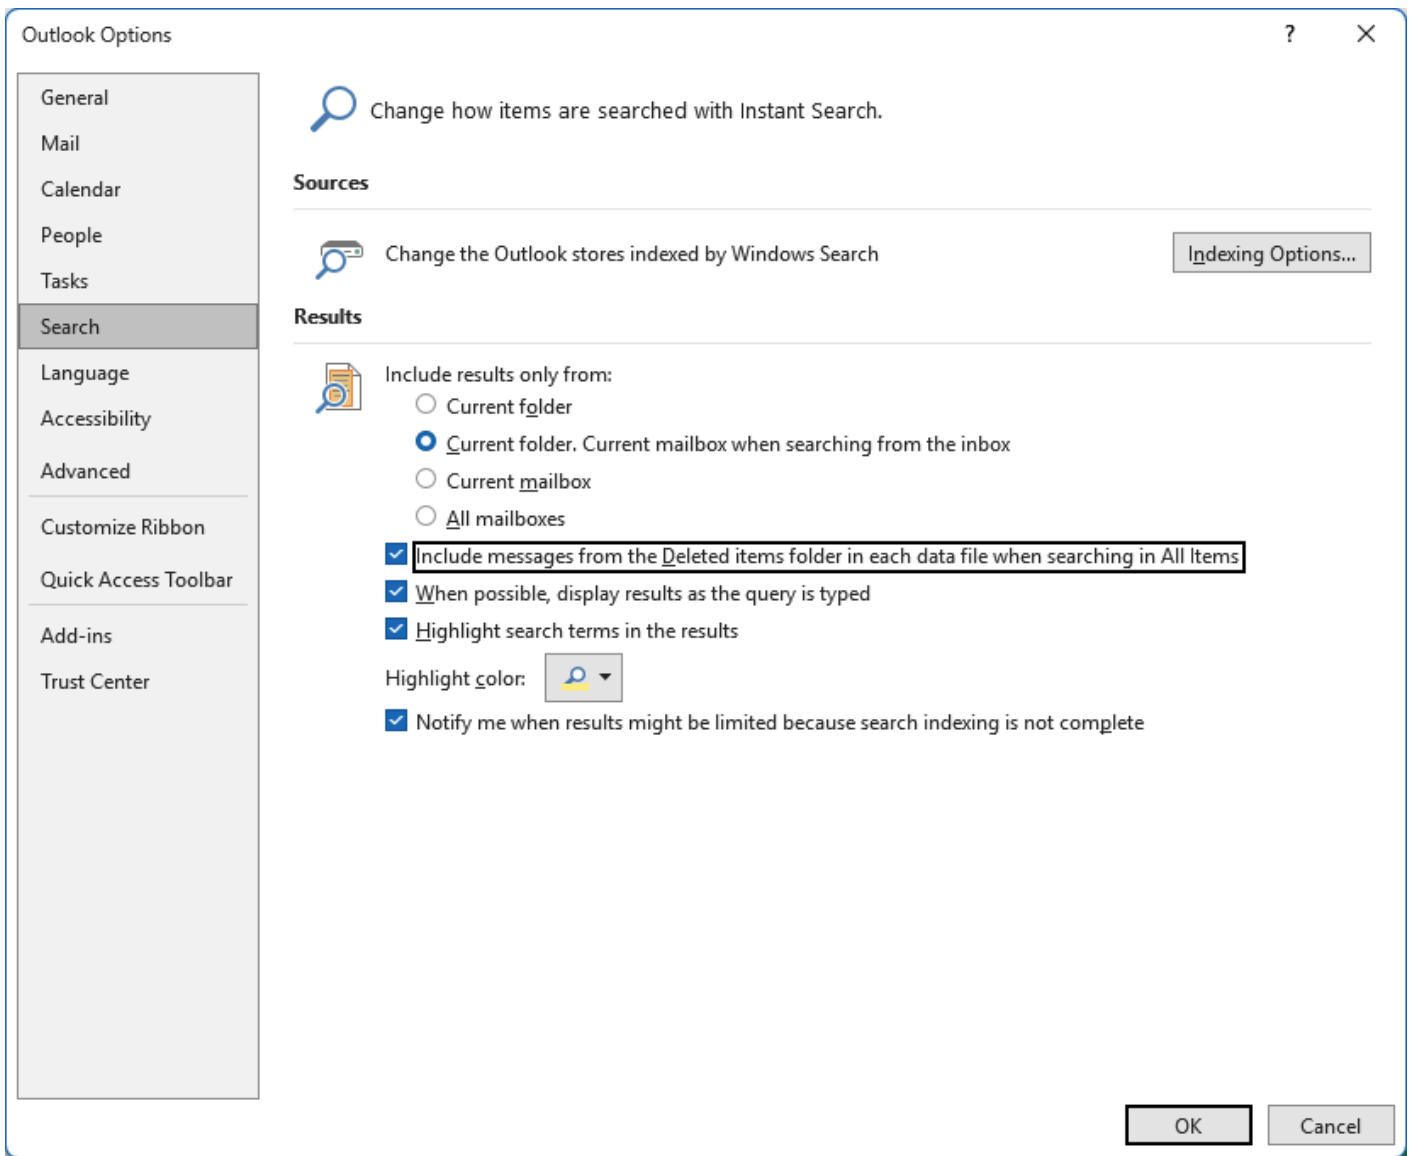 Outlook Options
?
General
Mail
Calendar
People
Tasks
Search
Language
Accessibility
Advanced
Customize Ribbon
Quick Access Toolbar
Add-ins
Trust Center
Change how items are searched with Instant Search.
Sources
Change the Outlook stores indexed by Windows Search
Indexing Options...
Results
Include results only from:
Current folder
Current folder. Current mailbox when searching from the inbox
Current mailbox
All mailboxes
Include messages from the Deleted items folder in each data file when searching in All Items
When possible, display results as the query is typed
Highlight search terms in the results
Highlight color:
Notify me when results might be limited because search indexing is not complete
OK
Cancel